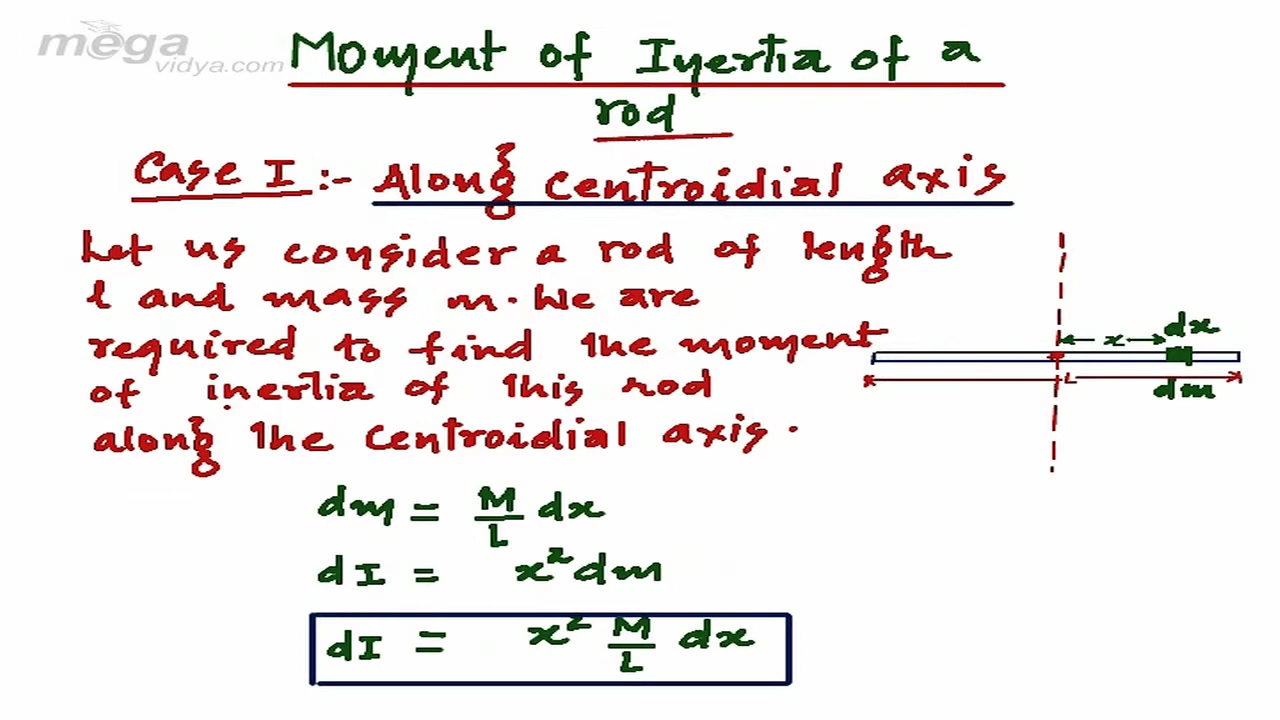 mega
vidya.com
Moment of Inertia of a
rod
Case I :- Along centroidial axis
Let us consider a rod of length
l and mass m. We are
required to find the moment
of inertia of this rod
along the centroidial axis.
dx
x
L
dm
dm = M/L dx
dI = x² dm
dI = x² M/L dx